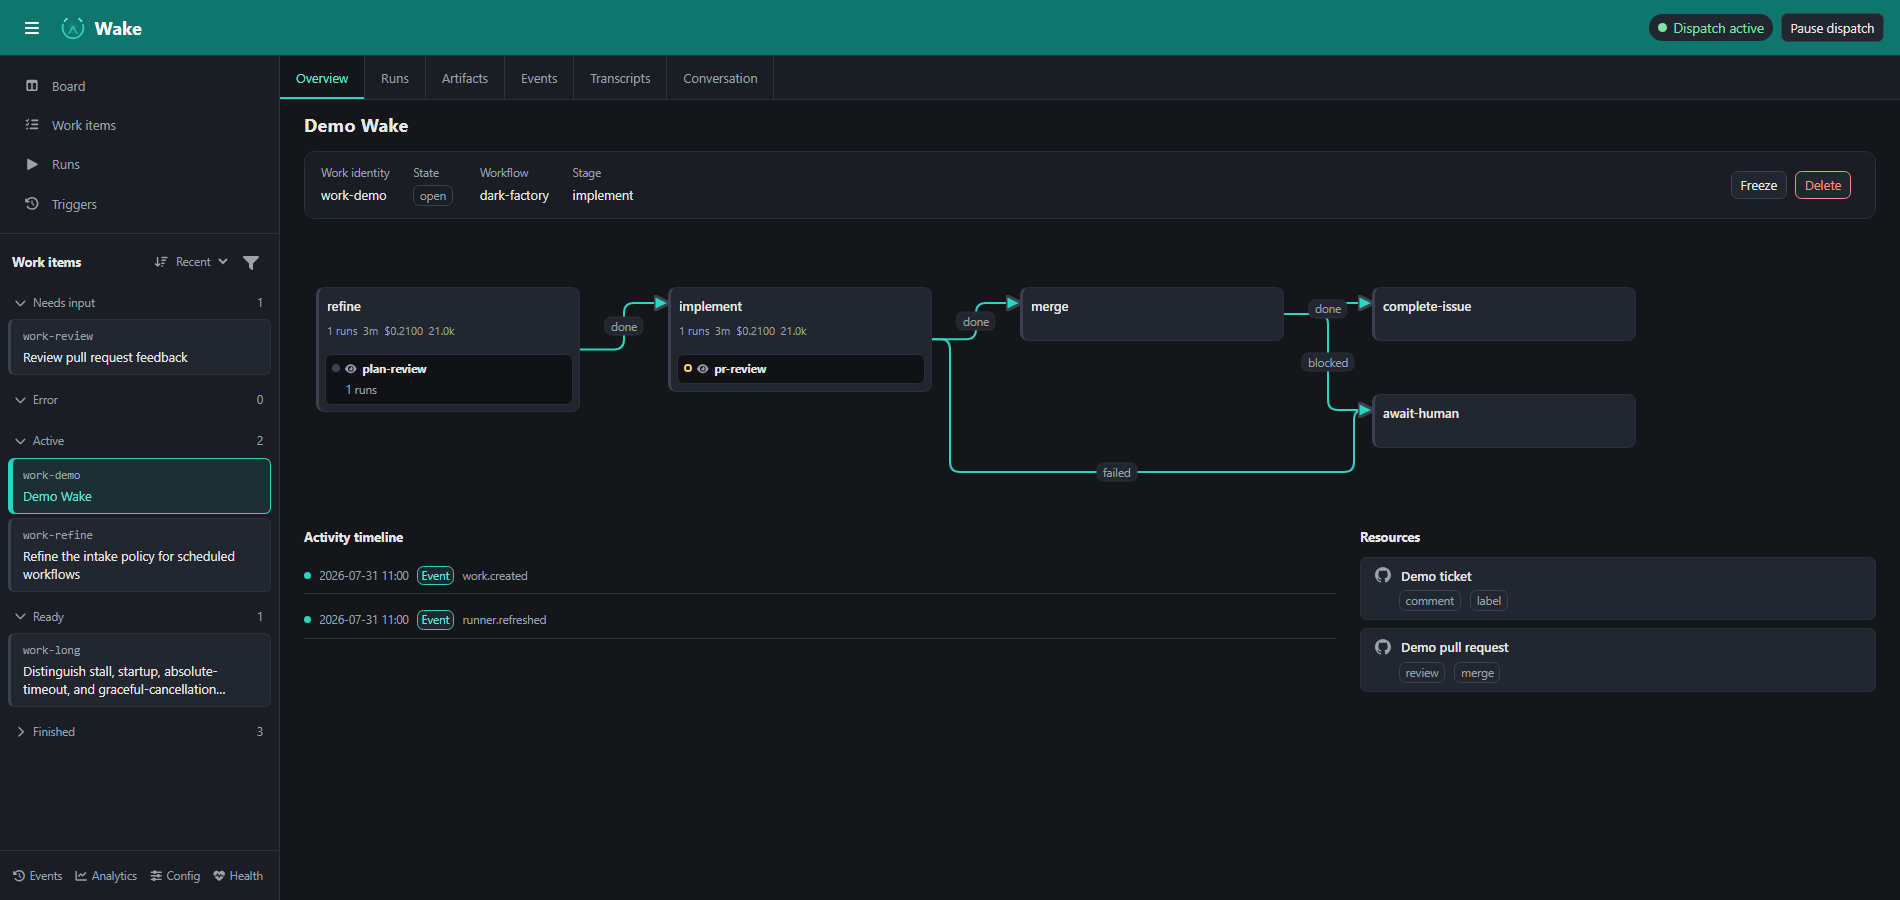 Wake
Dispatch active
Pause dispatch
Board
Work items
Runs
Triggers
Work items
Recent
Needs input 1
work-review
Review pull request feedback
Error 0
Active 2
work-demo
Demo Wake
work-refine
Refine the intake policy for scheduled
workflows
Ready 1
work-long
Distinguish stall, startup, absolute-
timeout, and graceful-cancellation...
Finished 3
Events Analytics Config Health
Overview Runs Artifacts Events Transcripts Conversation
Demo Wake
Work identity State Workflow Stage
work-demo open dark-factory implement
Freeze Delete
refine
1 runs 3m $0.2100 21.0k
plan-review
1 runs
done
implement
1 runs 3m $0.2100 21.0k
pr-review
done
merge
done
blocked
failed
complete-issue
await-human
Activity timeline
2026-07-31 11:00 Event work.created
2026-07-31 11:00 Event runner.refreshed
Resources
Demo ticket
comment label
Demo pull request
review merge